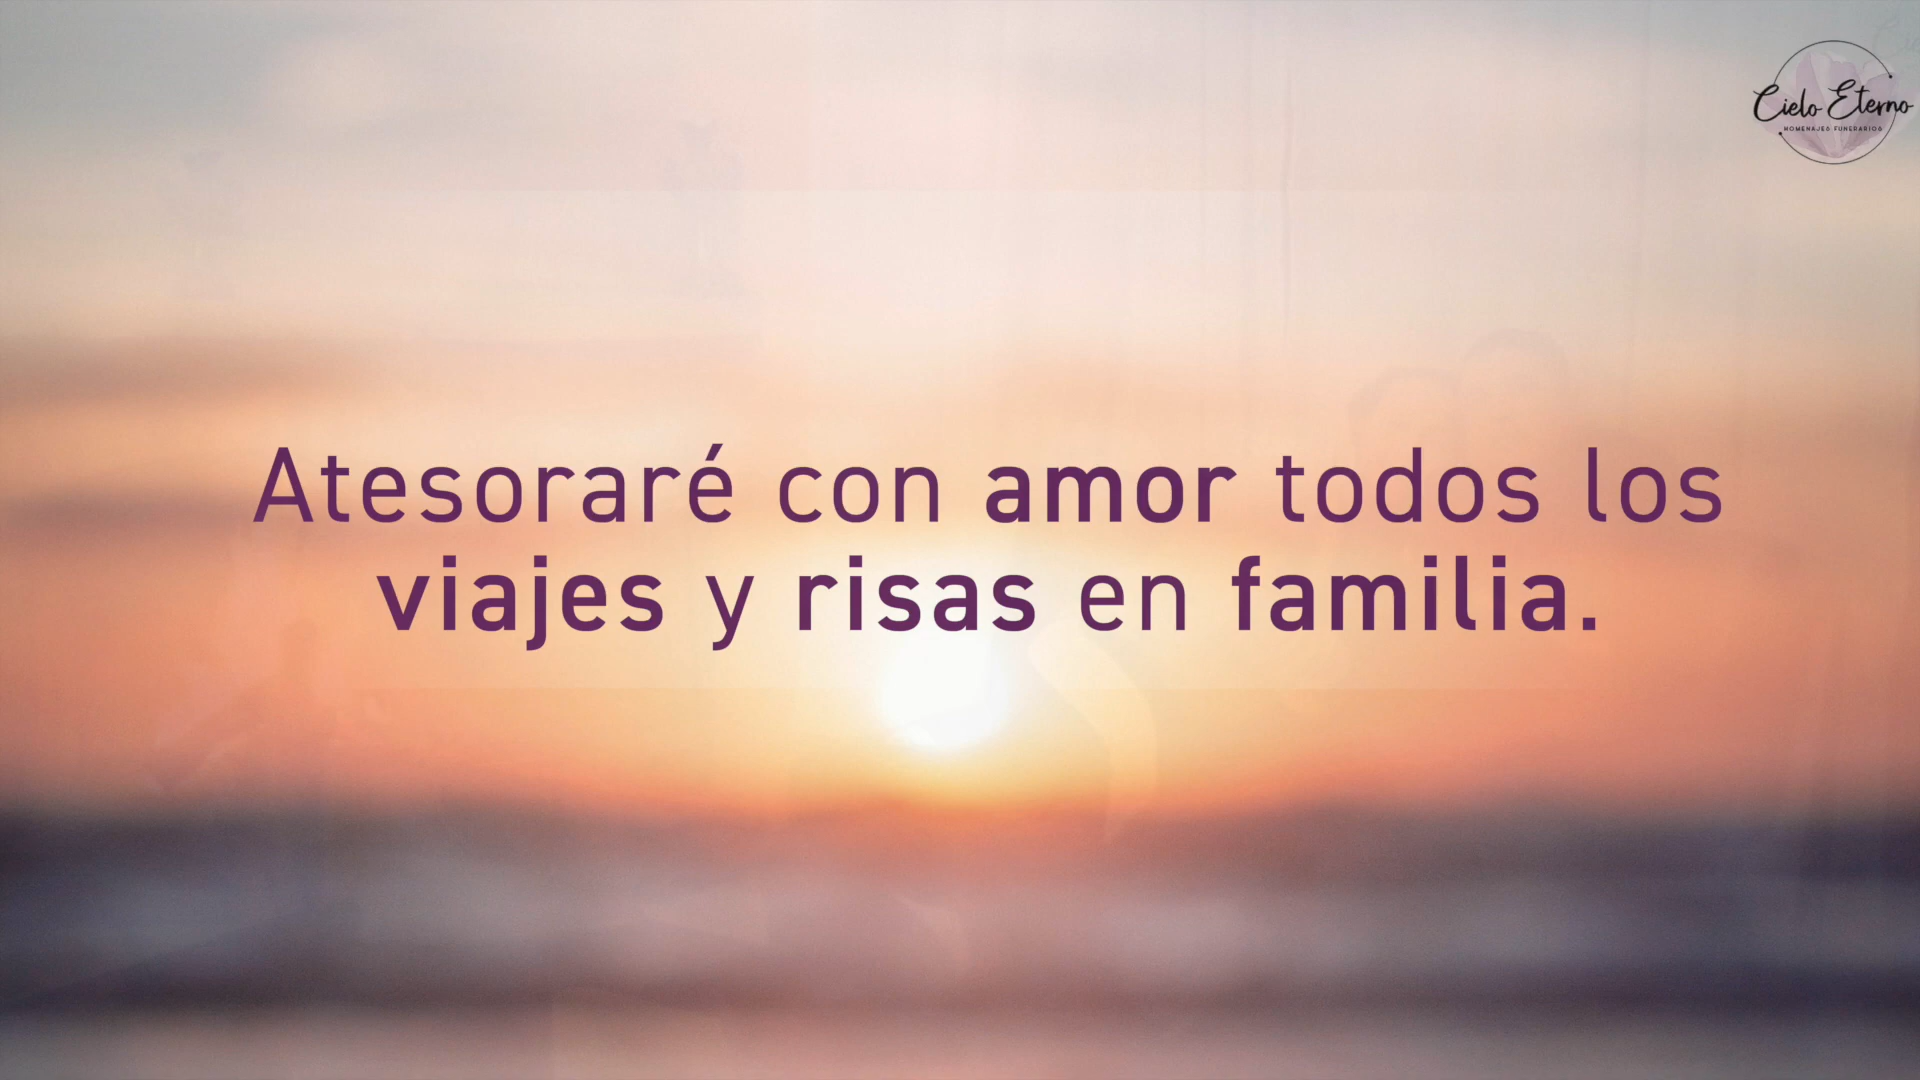 Cielo Eterno
HOMENAJES FUNERARIOS
Atesoraré con amor todos los
viajes y risas en familia.